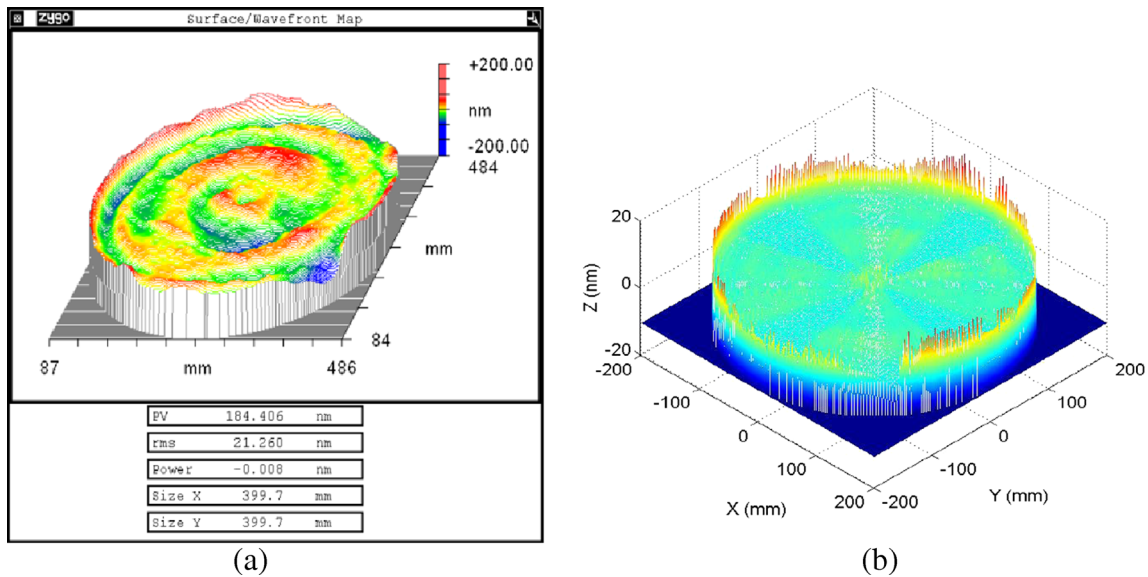 zygo Surface/Wavefront Map
+200.00
nm
-200.00
484
mm
84
87 mm 486
PV 184.406 nm
rms 21.260 nm
Power -0.008 nm
Size X 399.7 mm
Size Y 399.7 mm
(a)
20
0
-20
Z (nm)
-200
-100
0
100
200
X (mm)
-200
-100
0
100
200
Y (mm)
(b)